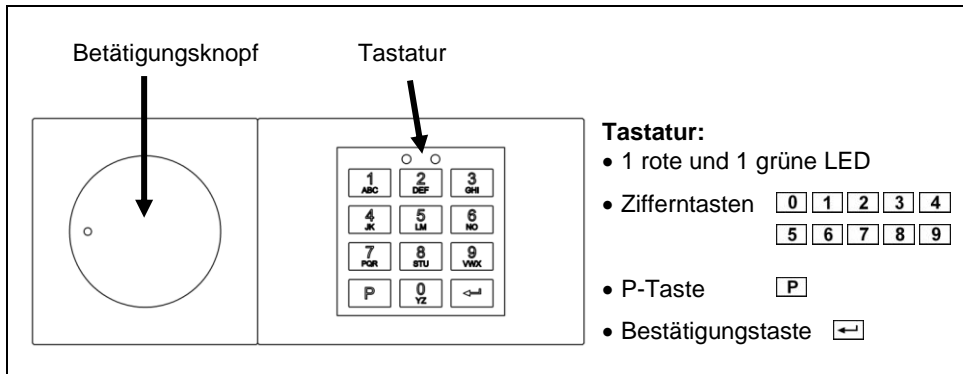 Betätigungsknopf Tastatur
1 2 3
ABC DEF GHI
4 5 6
JK LM NO
7 8 9
PQR STU VWX
P 0 ↵
YZ
Tastatur:
• 1 rote und 1 grüne LED
• Zifferntasten 0 1 2 3 4
5 6 7 8 9
• P-Taste P
• Bestätigungstaste ↵